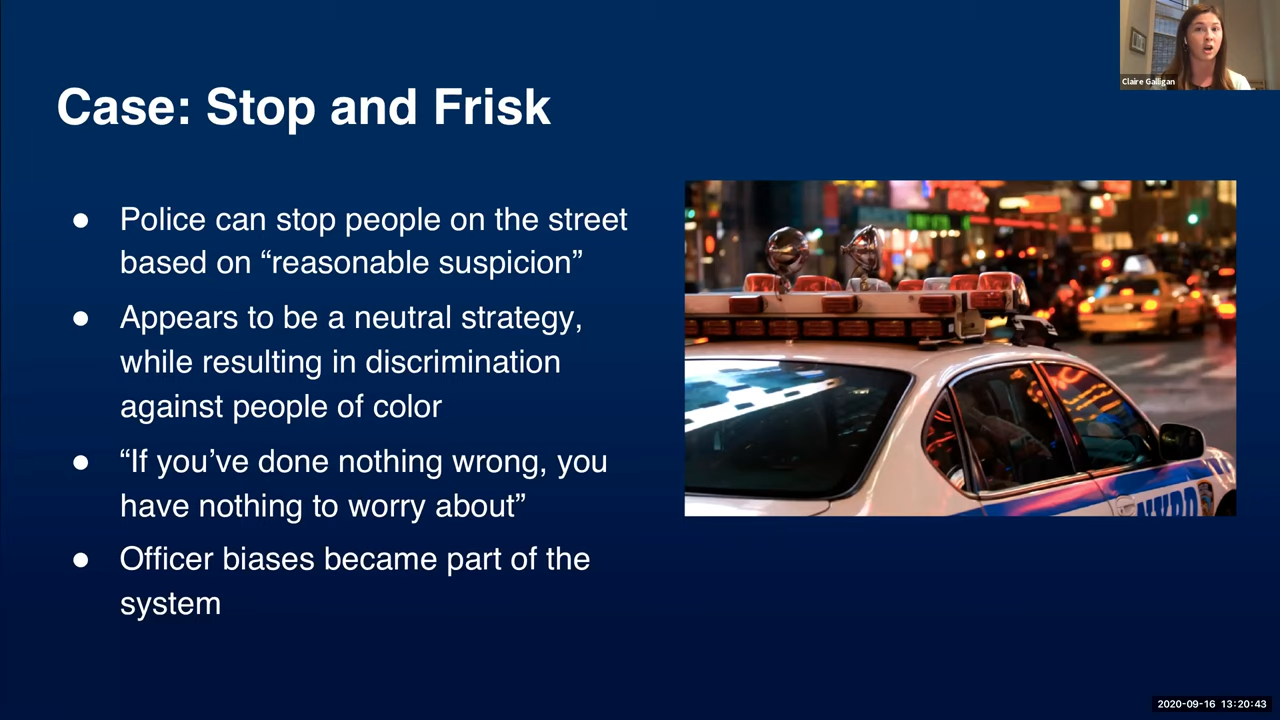 Claire Galligan
Case: Stop and Frisk
● Police can stop people on the street
based on “reasonable suspicion”
● Appears to be a neutral strategy,
while resulting in discrimination
against people of color
● “If you’ve done nothing wrong, you
have nothing to worry about”
● Officer biases became part of the
system
NYPD
2020-09-16 13:20:43